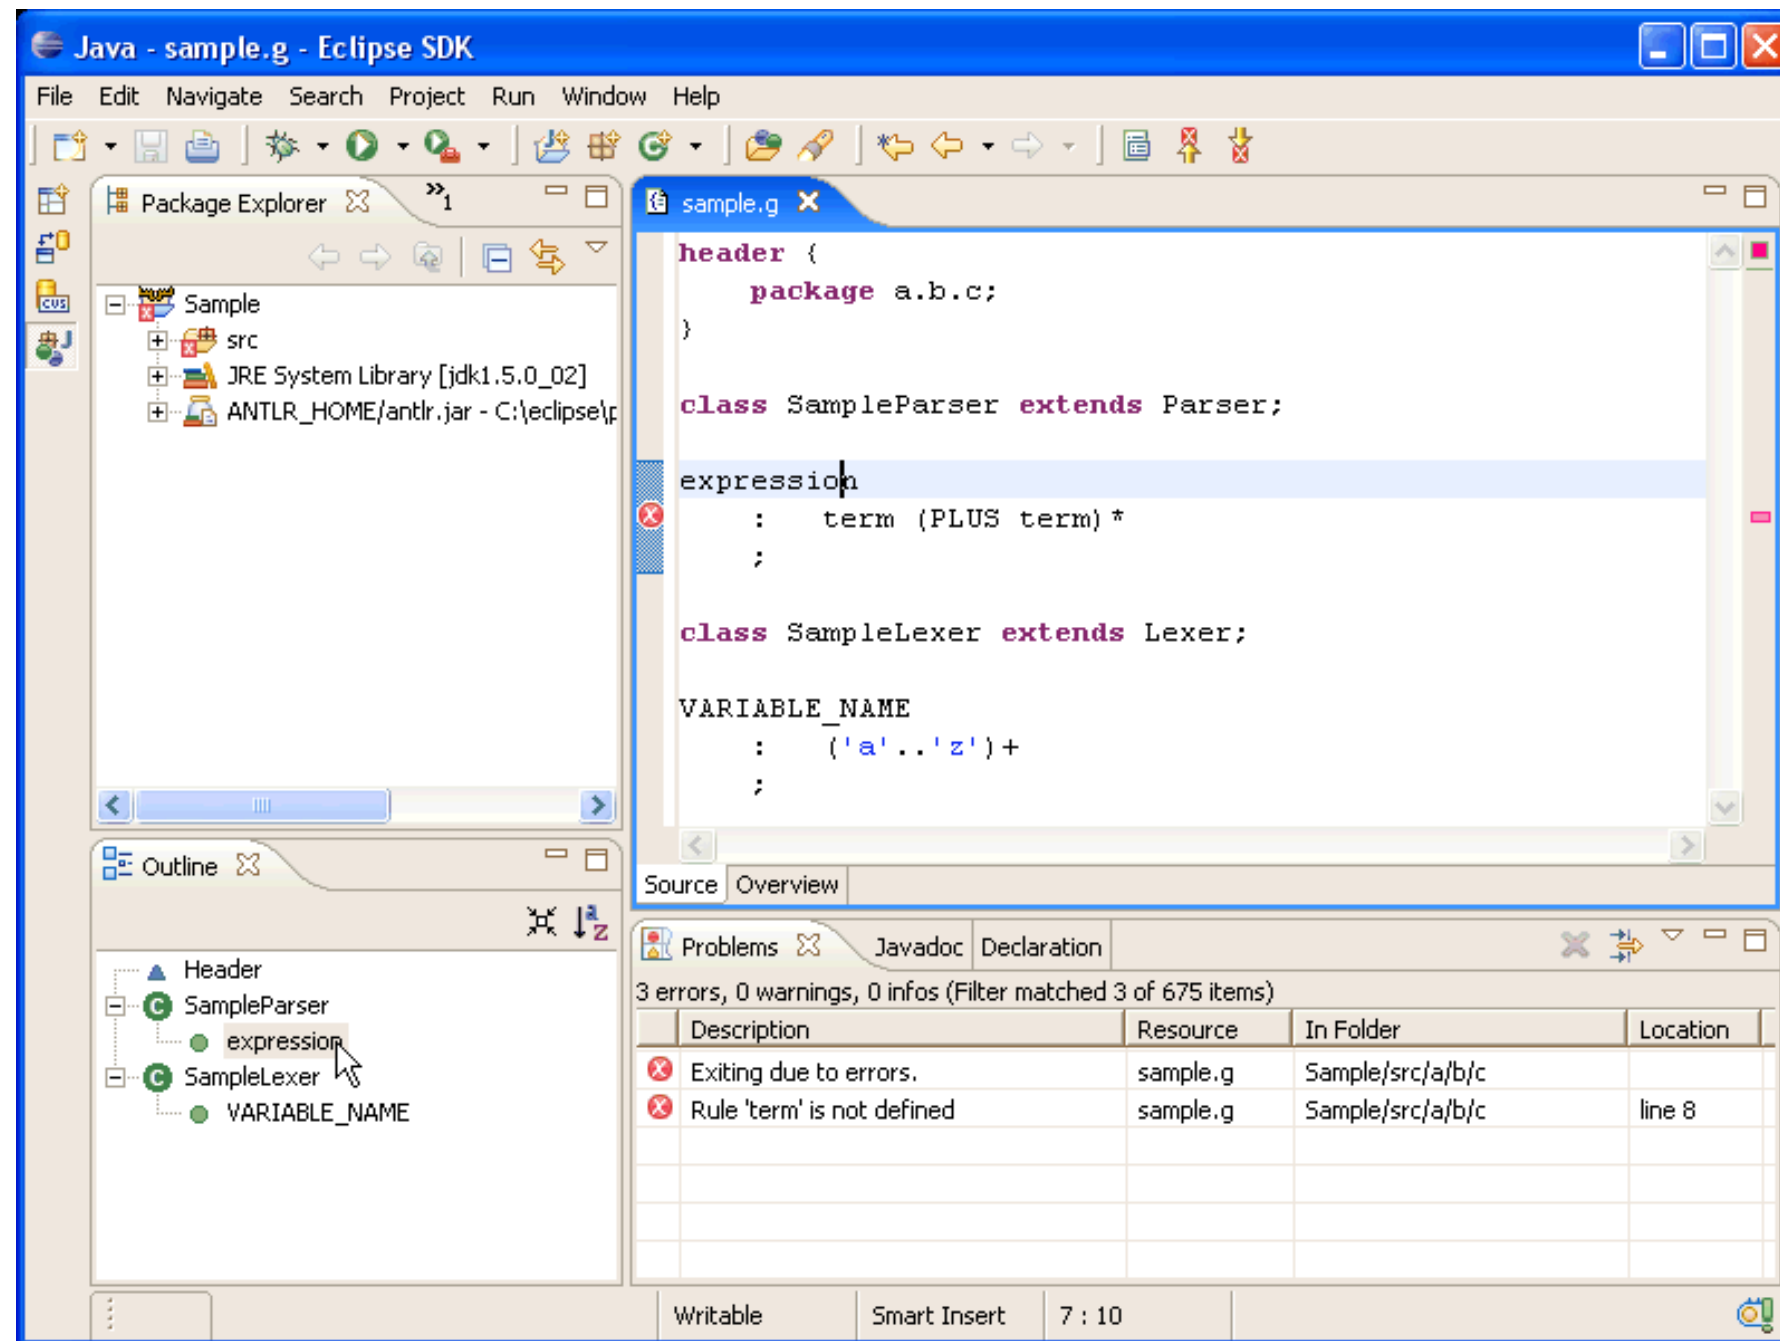 Java - sample.g - Eclipse SDK
File Edit Navigate Search Project Run Window Help
Package Explorer
»1
Sample
src
JRE System Library [jdk1.5.0_02]
ANTLR_HOME/antlr.jar - C:\eclipse\p
sample.g
header {
    package a.b.c;
}
class SampleParser extends Parser;
expression
    :   term (PLUS term)*
    ;
class SampleLexer extends Lexer;
VARIABLE_NAME
    :   ('a'..'z')+
    ;
Source Overview
Outline
Header
SampleParser
expression
SampleLexer
VARIABLE_NAME
Problems Javadoc Declaration
3 errors, 0 warnings, 0 infos (Filter matched 3 of 675 items)
Description Resource In Folder Location
Exiting due to errors. sample.g Sample/src/a/b/c
Rule 'term' is not defined sample.g Sample/src/a/b/c line 8
Writable Smart Insert 7 : 10